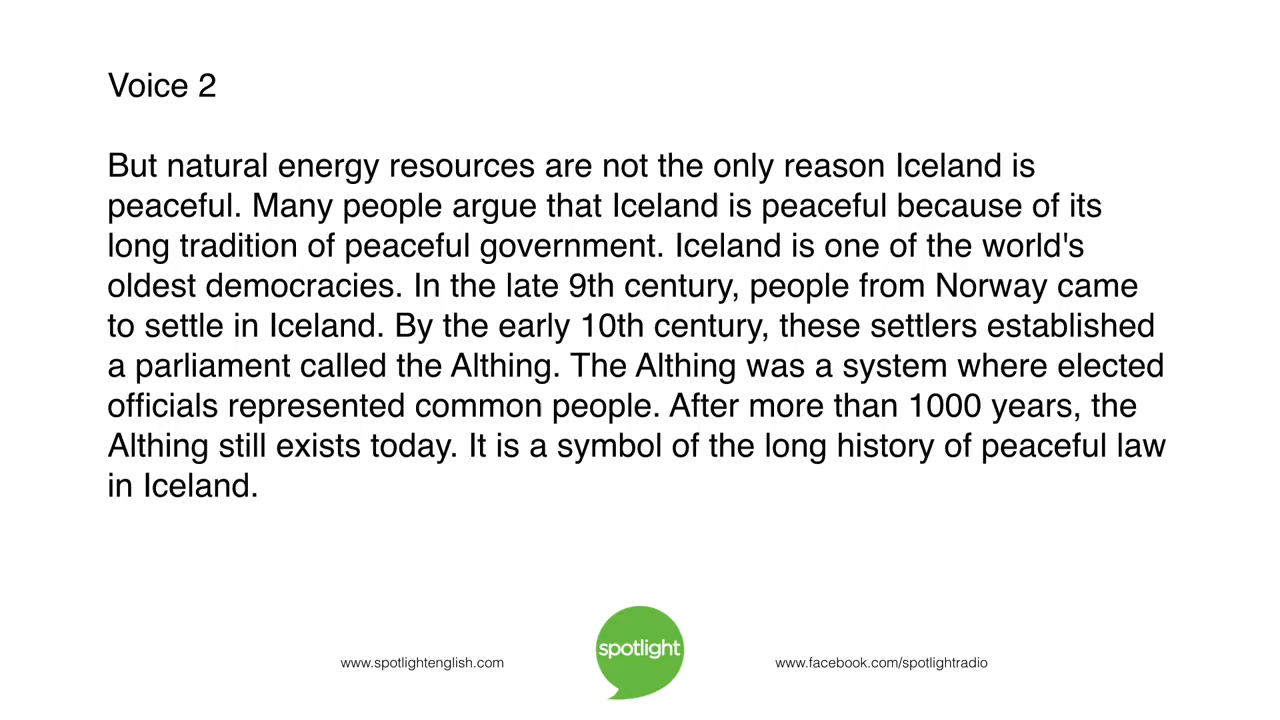 Voice 2
But natural energy resources are not the only reason Iceland is
peaceful. Many people argue that Iceland is peaceful because of its
long tradition of peaceful government. Iceland is one of the world's
oldest democracies. In the late 9th century, people from Norway came
to settle in Iceland. By the early 10th century, these settlers established
a parliament called the Althing. The Althing was a system where elected
officials represented common people. After more than 1000 years, the
Althing still exists today. It is a symbol of the long history of peaceful law
in Iceland.
www.spotlightenglish.com
spotlight
www.facebook.com/spotlightradio